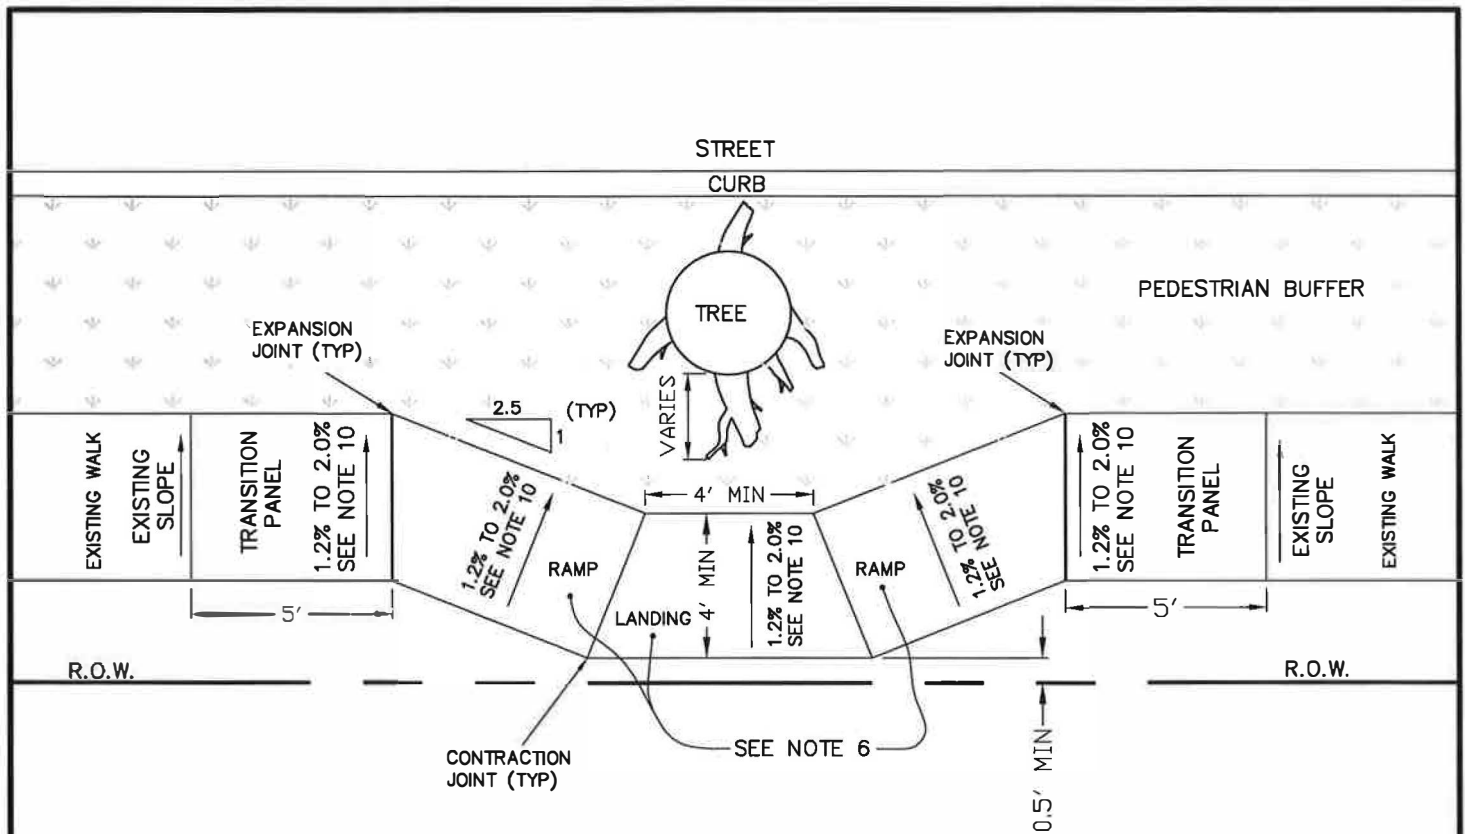 STREET
CURB
TREE
PEDESTRIAN BUFFER
EXPANSION
JOINT (TYP)
EXPANSION
JOINT (TYP)
2.5
(TYP)
1
VARIES
EXISTING WALK
EXISTING
SLOPE
TRANSITION
PANEL
1.2% TO 2.0%
SEE NOTE 10
1.2% TO 2.0%
SEE NOTE 10
RAMP
4' MIN
LANDING
4' MIN
1.2% TO 2.0%
SEE NOTE 10
RAMP
1.2% TO 2.0%
SEE NOTE 10
1.2% TO 2.0%
SEE NOTE 10
TRANSITION
PANEL
EXISTING
SLOPE
EXISTING WALK
5'
5'
R.O.W.
R.O.W.
SEE NOTE 6
CONTRACTION
JOINT (TYP)
0.5' MIN